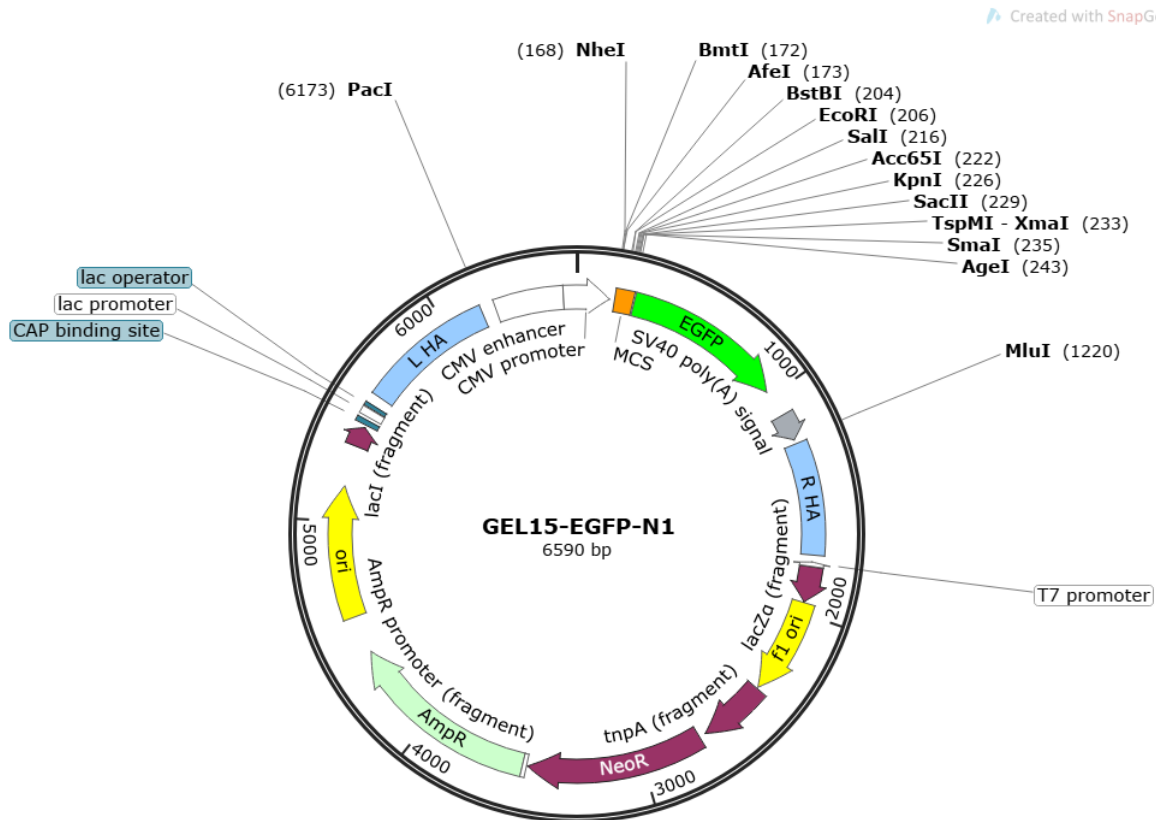 Created with SnapG
(168) NheI
BmtI (172)
AfeI (173)
BstBI (204)
EcoRI (206)
SalI (216)
Acc65I (222)
KpnI (226)
SacII (229)
TspMI - XmaI (233)
SmaI (235)
AgeI (243)
(6173) PacI
lac operator
lac promoter
CAP binding site
MluI (1220)
T7 promoter
6000
L HA
CMV enhancer
CMV promoter
MCS
EGFP
SV40 poly(A) signal
1000
R HA
lacI (fragment)
lacZα (fragment)
GEL15-EGFP-N1
6590 bp
5000
ori
2000
f1 ori
AmpR promoter (fragment)
tnpA (fragment)
AmpR
NeoR
4000
3000